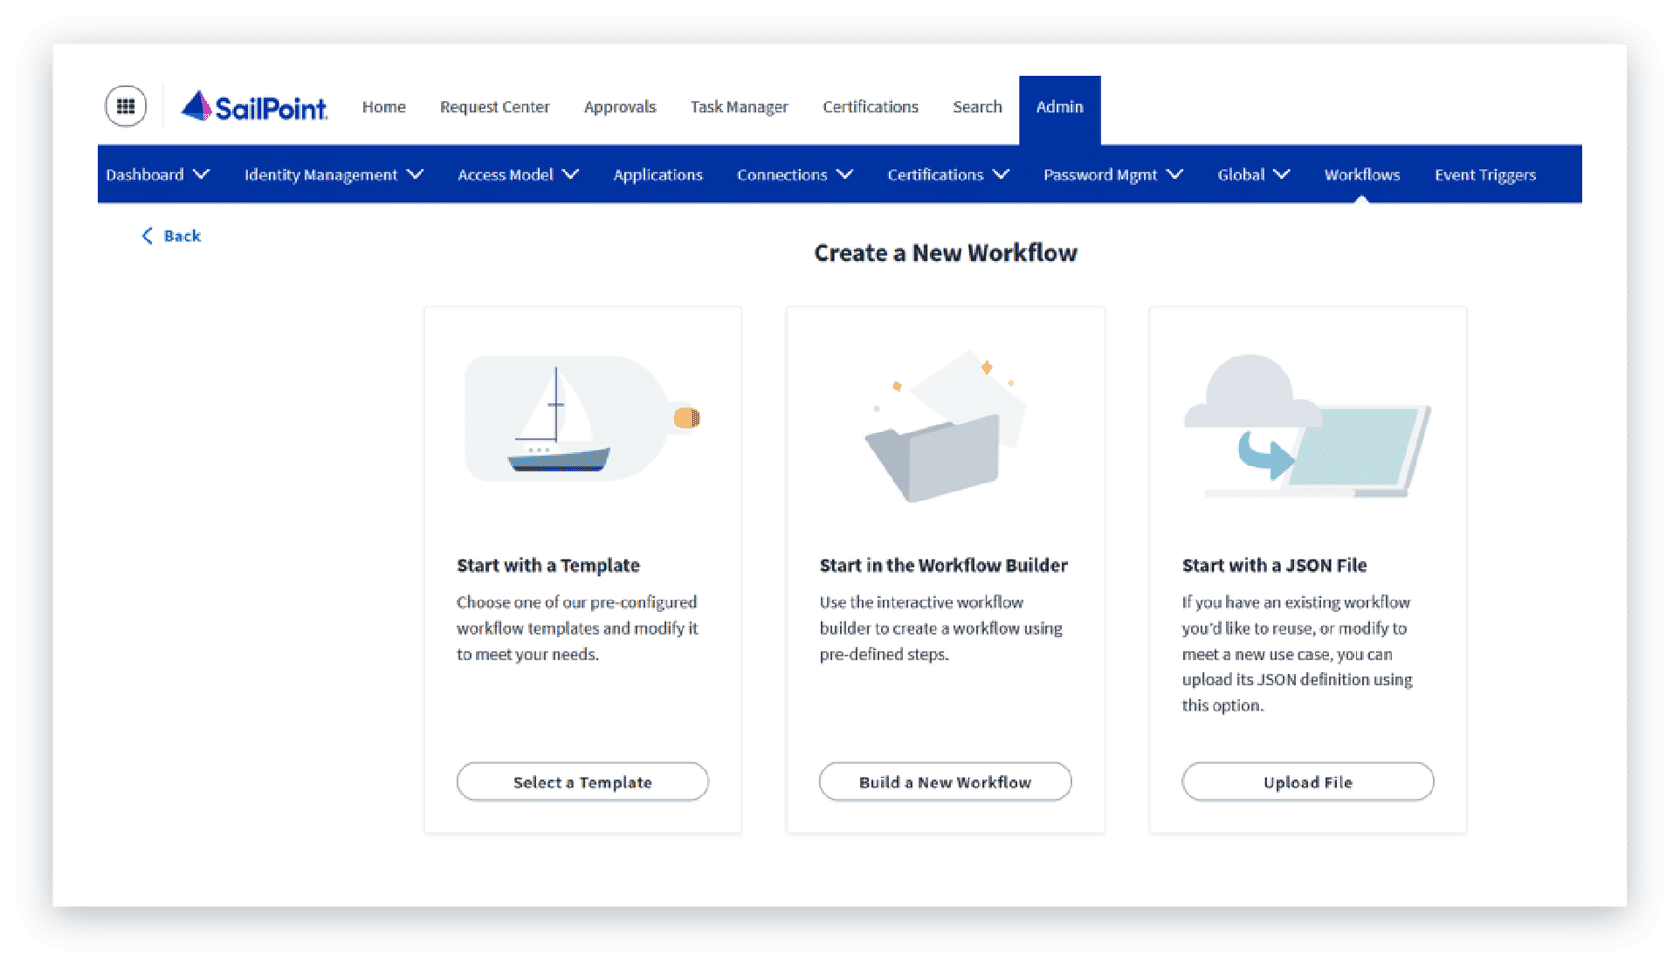 SailPoint.
Home Request Center Approvals Task Manager Certifications Search Admin
Dashboard Identity Management Access Model Applications Connections Certifications Password Mgmt Global Workflows Event Triggers
Back
Create a New Workflow
Start with a Template
Choose one of our pre-configured
workflow templates and modify it
to meet your needs.
Select a Template
Start in the Workflow Builder
Use the interactive workflow
builder to create a workflow using
pre-defined steps.
Build a New Workflow
Start with a JSON File
If you have an existing workflow
you'd like to reuse, or modify to
meet a new use case, you can
upload its JSON definition using
this option.
Upload File